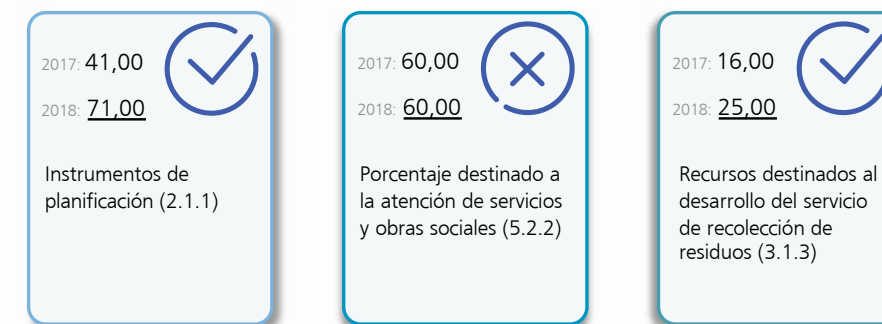 2017: 41,00
2018: 71,00
Instrumentos de
planificación (2.1.1)
2017: 60,00
2018: 60,00
Porcentaje destinado a
la atención de servicios
y obras sociales (5.2.2)
2017: 16,00
2018: 25,00
Recursos destinados al
desarrollo del servicio
de recolección de
residuos (3.1.3)